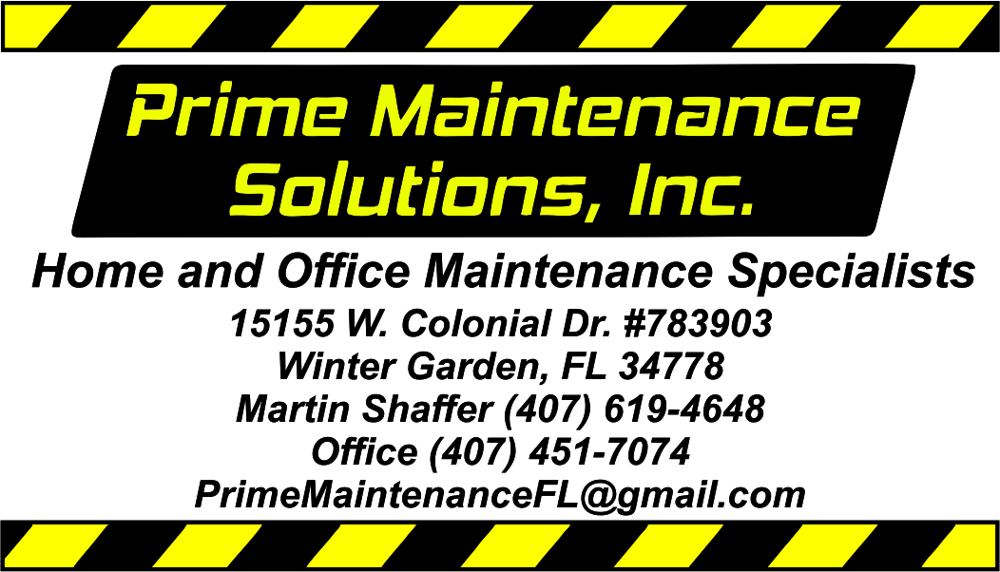 Prime Maintenance
Solutions, Inc.
Home and Office Maintenance Specialists
15155 W. Colonial Dr. #783903
Winter Garden, FL 34778
Martin Shaffer (407) 619-4648
Office (407) 451-7074
PrimeMaintenanceFL@gmail.com